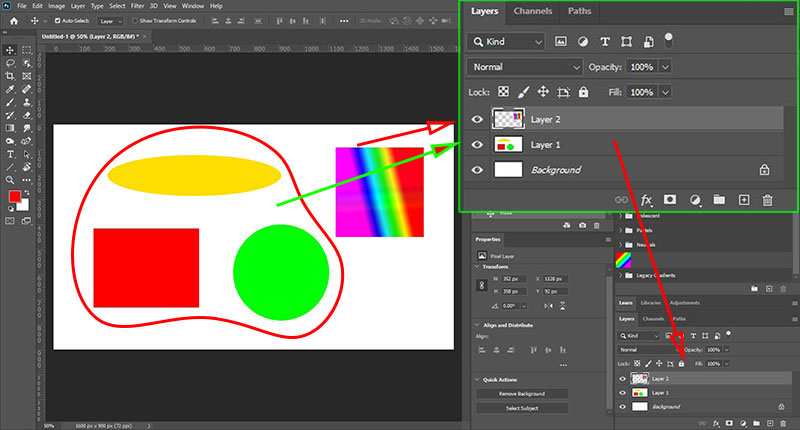 Ps File Edit Image Layer Type Select Filter 3D View Window Help
Auto-Select: Layer Show Transform Controls 3D Mode:
Untitled-1 @ 50% (Layer 2, RGB/8#) * ×
Layers Channels Paths
Kind
Normal Opacity: 100%
Lock: Fill: 100%
Layer 2
Layer 1
Background
fx
Pastels
Neutrals
Legacy Gradients
Properties
Pixel Layer
Transform
W 352 px X 1128 px
H 358 px Y 92 px
0.00°
Align and Distribute
Align:
Quick Actions
Remove Background
Select Subject
Learn Libraries Adjustments
Layers Channels Paths
Kind
Normal Opacity: 100%
Lock: Fill: 100%
Layer 2
Layer 1
Background
fx
50% 1600 px x 900 px (72 ppi)